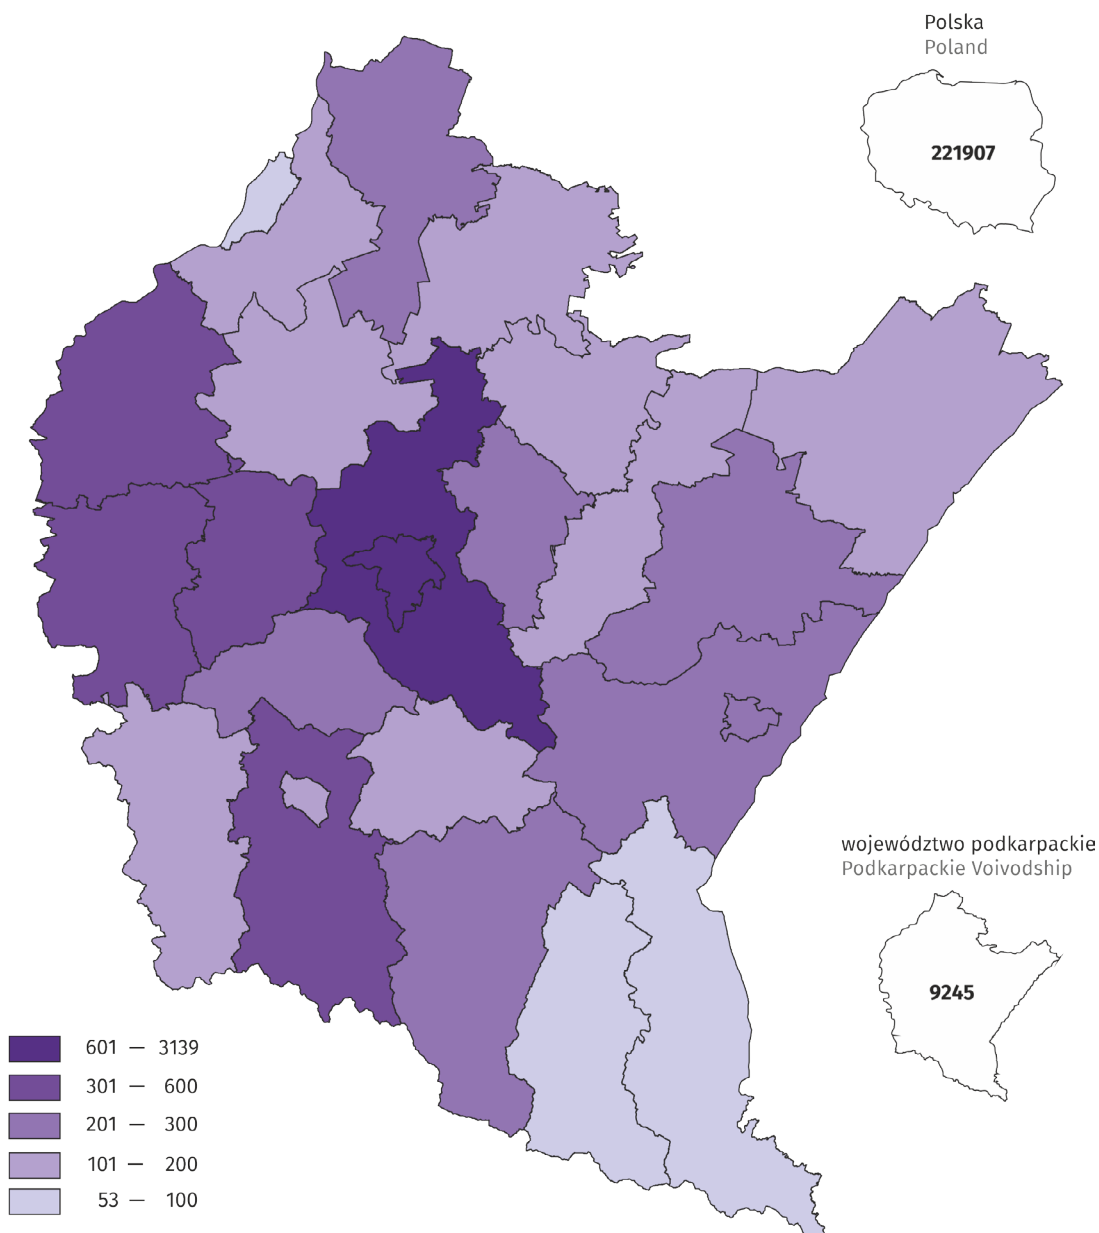 Polska
Poland
221907
województwo podkarpackie
Podkarpackie Voivodship
9245
601 — 3139
301 — 600
201 — 300
101 — 200
53 — 100